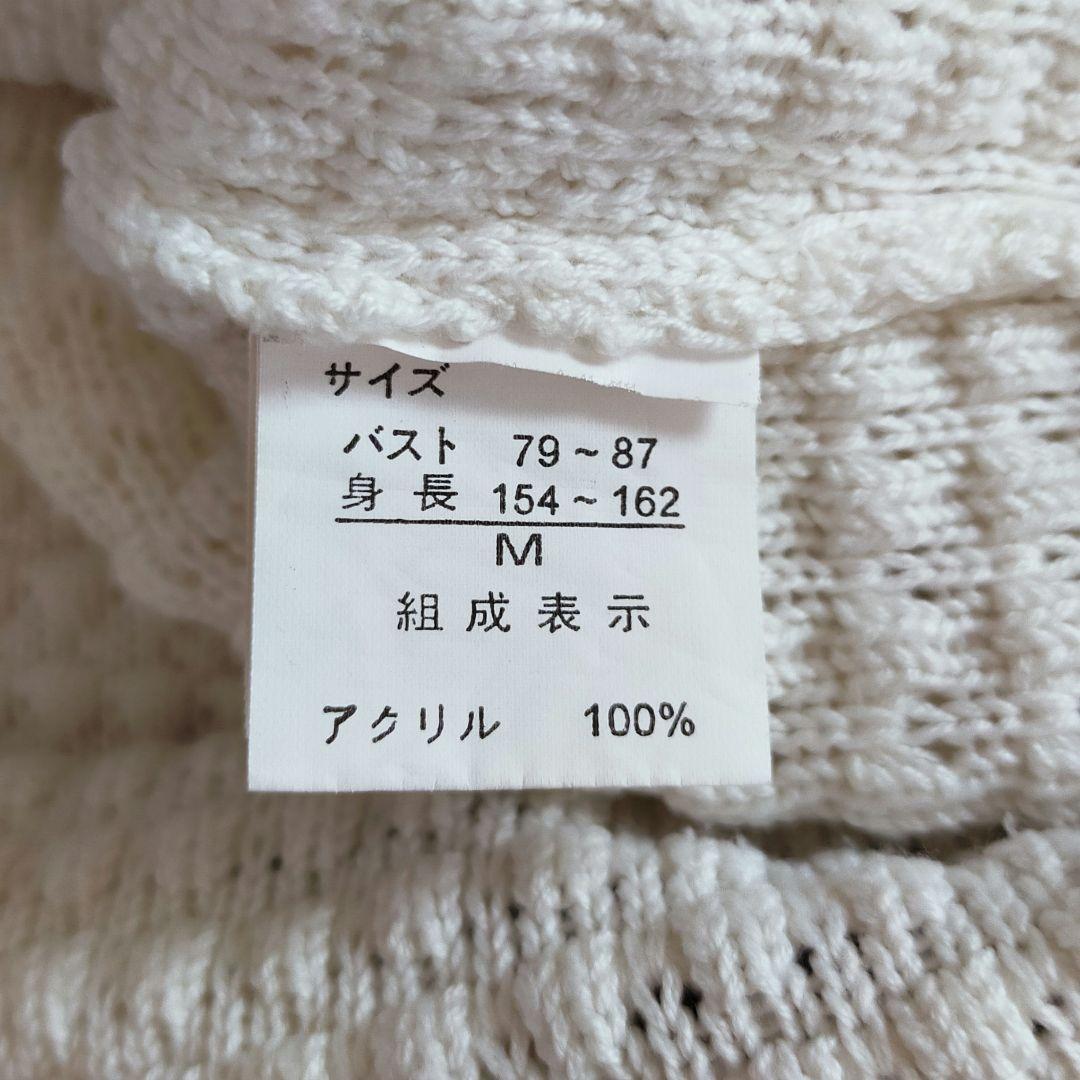 サイズ
バスト 79~87
身長 154~162
M
組成表示
アクリル 100%